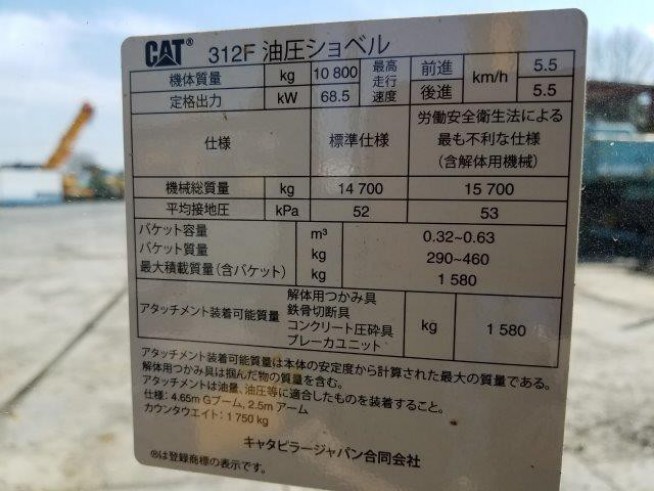 CAT® 312F 油圧ショベル
機体質量 kg 10 800 最高走行速度 前進 km/h 5.5
定格出力 kW 68.5 後進 5.5
仕様 標準仕様 労働安全衛生法による最も不利な仕様(含解体用機械)
機械総質量 kg 14 700 15 700
平均接地圧 kPa 52 53
バケット容量 m³ 0.32~0.63
バケット質量 kg 290~460
最大積載質量(含バケット) kg 1 580
アタッチメント装着可能質量 解体用つかみ具 鉄骨切断具 コンクリート圧砕具 ブレーカユニット kg 1 580
アタッチメント装着可能質量は本体の安定度から計算された最大の質量である。
解体用つかみ具は掴んだ物の質量を含む。
アタッチメントは油量、油圧等に適合したものを装着すること。
仕様:4.65m Gブーム, 2.5m アーム
カウンタウエイト:1 750 kg
キャタピラージャパン合同会社
®は登録商標の表示です。